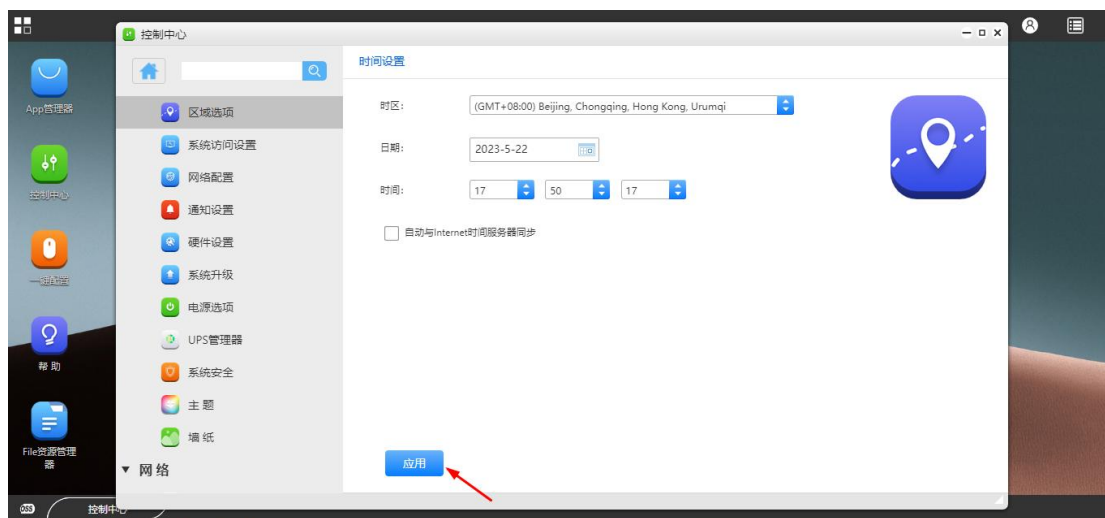 控制中心
时间设置
App管理器
控制中心
一键配置
帮 助
File资源管理
器
区域选项
系统访问设置
网络配置
通知设置
硬件设置
系统升级
电源选项
UPS管理器
系统安全
主 题
墙 纸
网 络
时区:
(GMT+08:00) Beijing, Chongqing, Hong Kong, Urumqi
日期:
2023-5-22
时间:
17 50 17
自动与Internet时间服务器同步
应用
控制中心